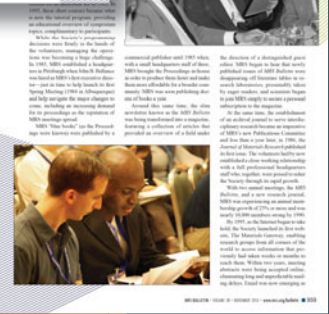 1995, these short courses became what
is now the tutorial program, providing
an educational overview of symposium
topics, complimentary to participants.
While the Society's programming
decisions were firmly in the hands of
the volunteers, managing the opera-
tions was becoming a challenge.
In 1983, MRS established a headquar-
ters in Pittsburgh when John B. Ballance
was hired as MRS's first executive direc-
tor—just in time to help launch its first
Spring Meeting (1984 in Albuquerque)
and help navigate the major changes to
come, including an increasing demand
for its proceedings as the reputation of
MRS meetings spread.
MRS "blue books" (as the Proceed-
ings were known) were published by a
commercial publisher until 1985 when,
with a small headquarters staff of three,
MRS brought the Proceedings in-house
in order to produce them faster and make
them more affordable for a broader com-
munity. MRS was soon publishing doz-
ens of books a year.
Around this same time, the slim
newsletter known as the MRS Bulletin
was being transformed into a magazine,
featuring a collection of articles that
provided an overview of a field under
the direction of a distinguished guest
editor. MRS began to hear that newly
published issues of MRS Bulletin were
disappearing off literature tables in re-
search laboratories, presumably taken
by eager readers, and scientists began
to join MRS simply to secure a personal
subscription to the magazine.
At the same time, the establishment
of an archival journal to serve interdis-
ciplinary research became an imperative
of MRS's new Publications Committee
and less than a year later, in 1986, the
Journal of Materials Research published
its first issue. The volunteers had by now
established a close working relationship
with a full professional headquarters
staff who, together, were poised to usher
the Society through its rapid growth.
With two annual meetings, the MRS
Bulletin, and a new research journal,
MRS was experiencing an annual mem-
bership growth of 25% or more and was
nearly 10,000 members strong by 1990.
By 1995, as the Internet began to take
hold, the Society launched its first web-
site, The Materials Gateway, enabling
research groups from all corners of the
world to access information that pre-
viously had taken weeks or months to
reach them. Within two years, meeting
abstracts were being accepted online,
eliminating long and unpredictable mail-
ing delays. Email was now emerging as
MRS BULLETIN • VOLUME 38 • NOVEMBER 2013 • www.mrs.org/bulletin